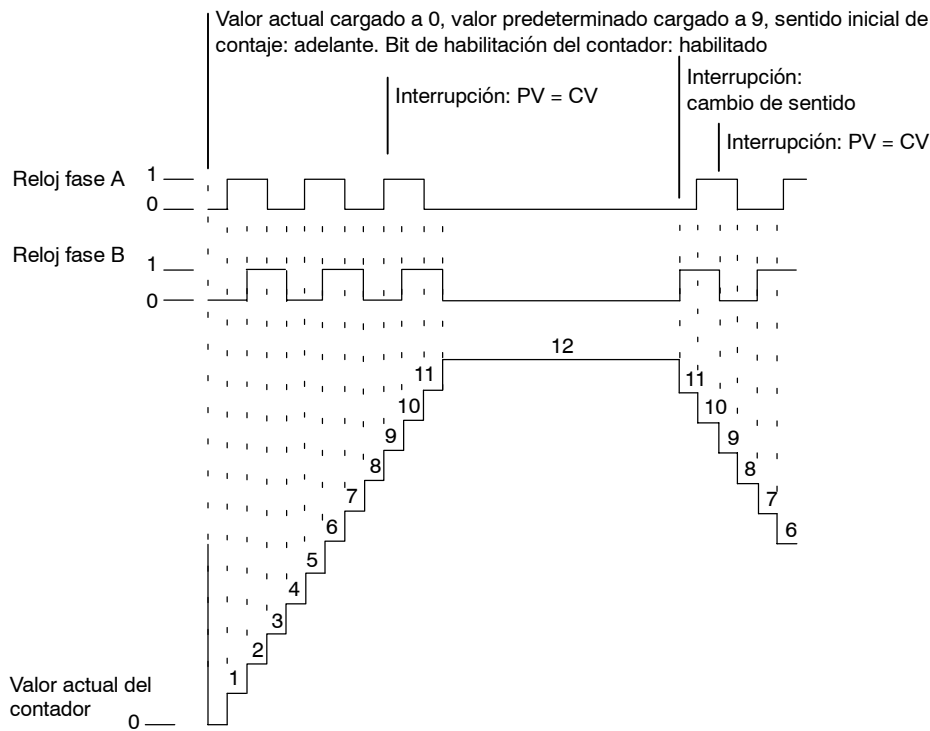 Valor actual cargado a 0, valor predeterminado cargado a 9, sentido inicial de
contaje: adelante. Bit de habilitación del contador: habilitado
Interrupción: PV = CV
Interrupción:
cambio de sentido
Interrupción: PV = CV
Reloj fase A
1
0
Reloj fase B
1
0
12
11
11
10
10
9
9
8
8
7
7
6
6
5
4
3
2
1
Valor actual del
contador
0